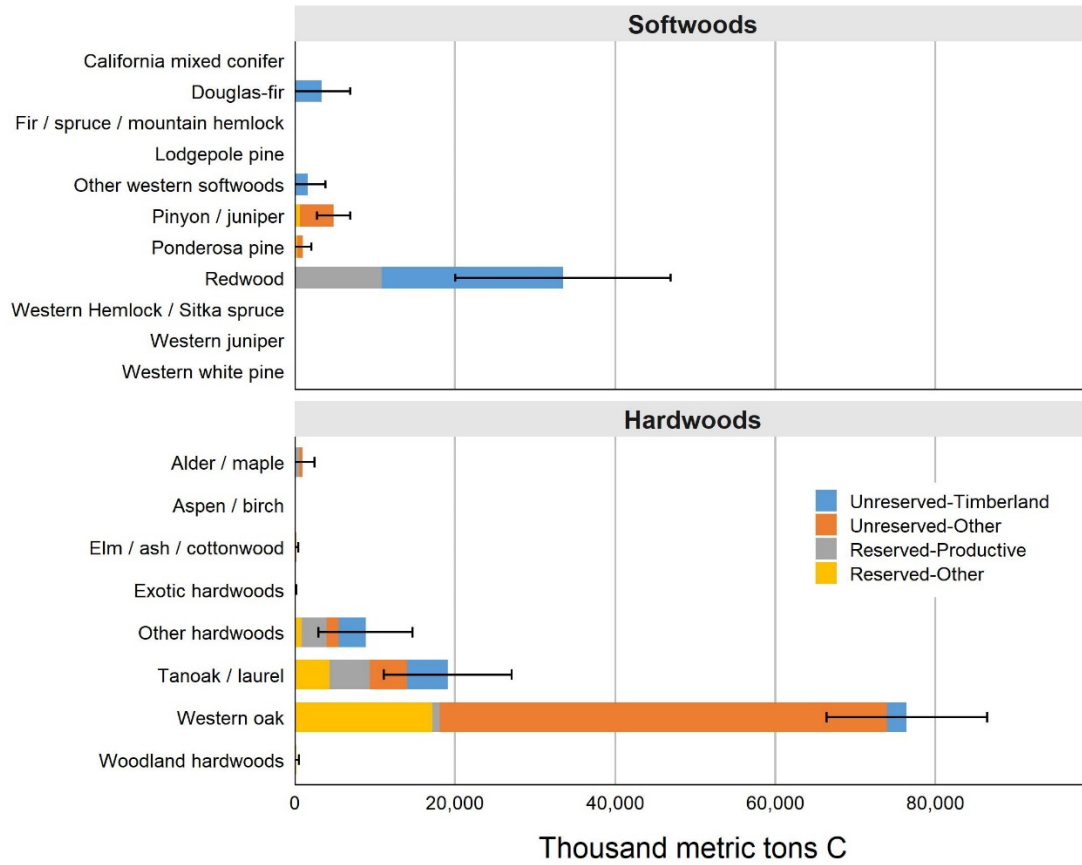 Softwoods
California mixed conifer
Douglas-fir
Fir / spruce / mountain hemlock
Lodgepole pine
Other western softwoods
Pinyon / juniper
Ponderosa pine
Redwood
Western Hemlock / Sitka spruce
Western juniper
Western white pine
Hardwoods
Alder / maple
Aspen / birch
Elm / ash / cottonwood
Exotic hardwoods
Other hardwoods
Tanoak / laurel
Western oak
Woodland hardwoods
Unreserved-Timberland
Unreserved-Other
Reserved-Productive
Reserved-Other
0 20,000 40,000 60,000 80,000
Thousand metric tons C